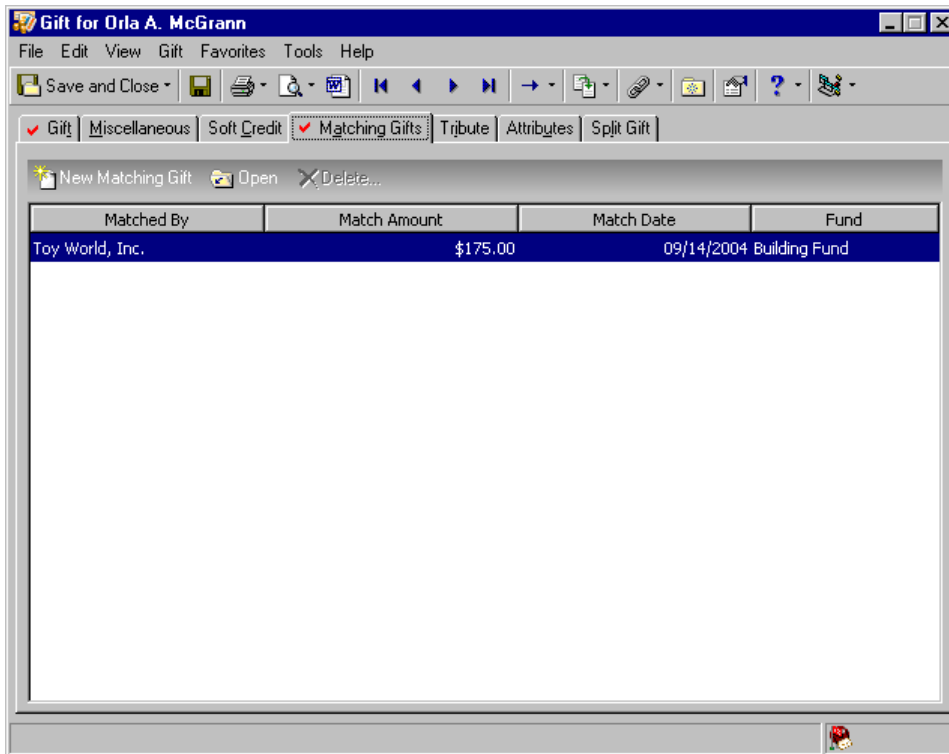 Gift for Orla A. McGrann
File Edit View Gift Favorites Tools Help
Save and Close ?
Gift Miscellaneous Soft Credit Matching Gifts Tribute Attributes Split Gift
New Matching Gift Open Delete...
Matched By Match Amount Match Date Fund
Toy World, Inc. $175.00 09/14/2004 Building Fund